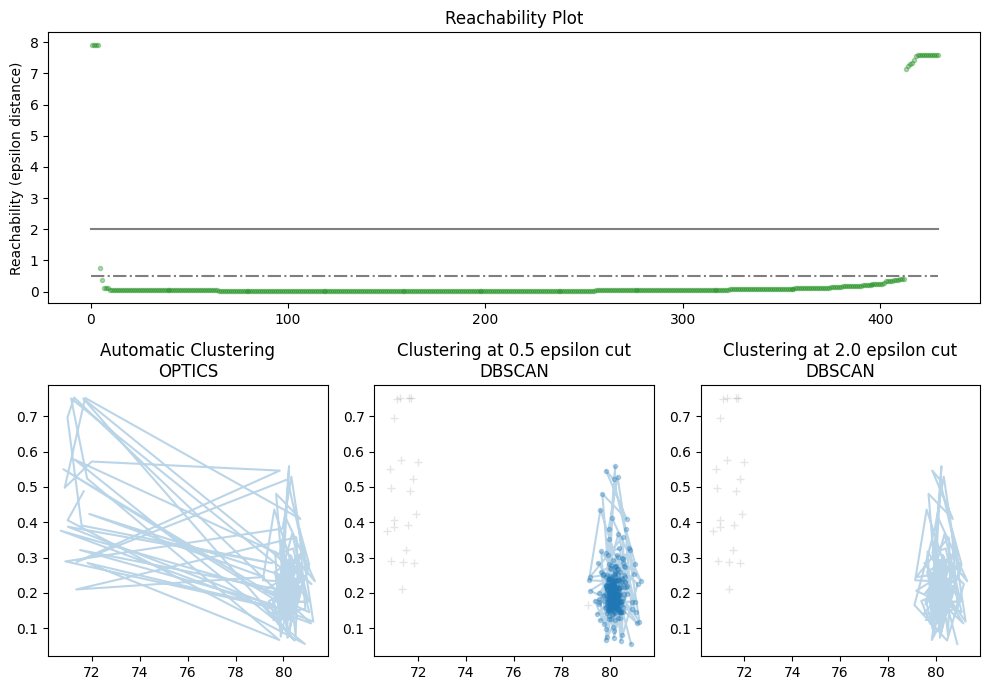 Reachability Plot
Reachability (epsilon distance)
8
7
6
5
4
3
2
1
0
0 100 200 300 400
Automatic Clustering
OPTICS
0.7
0.6
0.5
0.4
0.3
0.2
0.1
72 74 76 78 80
Clustering at 0.5 epsilon cut
DBSCAN
0.7
0.6
0.5
0.4
0.3
0.2
0.1
72 74 76 78 80
Clustering at 2.0 epsilon cut
DBSCAN
0.7
0.6
0.5
0.4
0.3
0.2
0.1
72 74 76 78 80